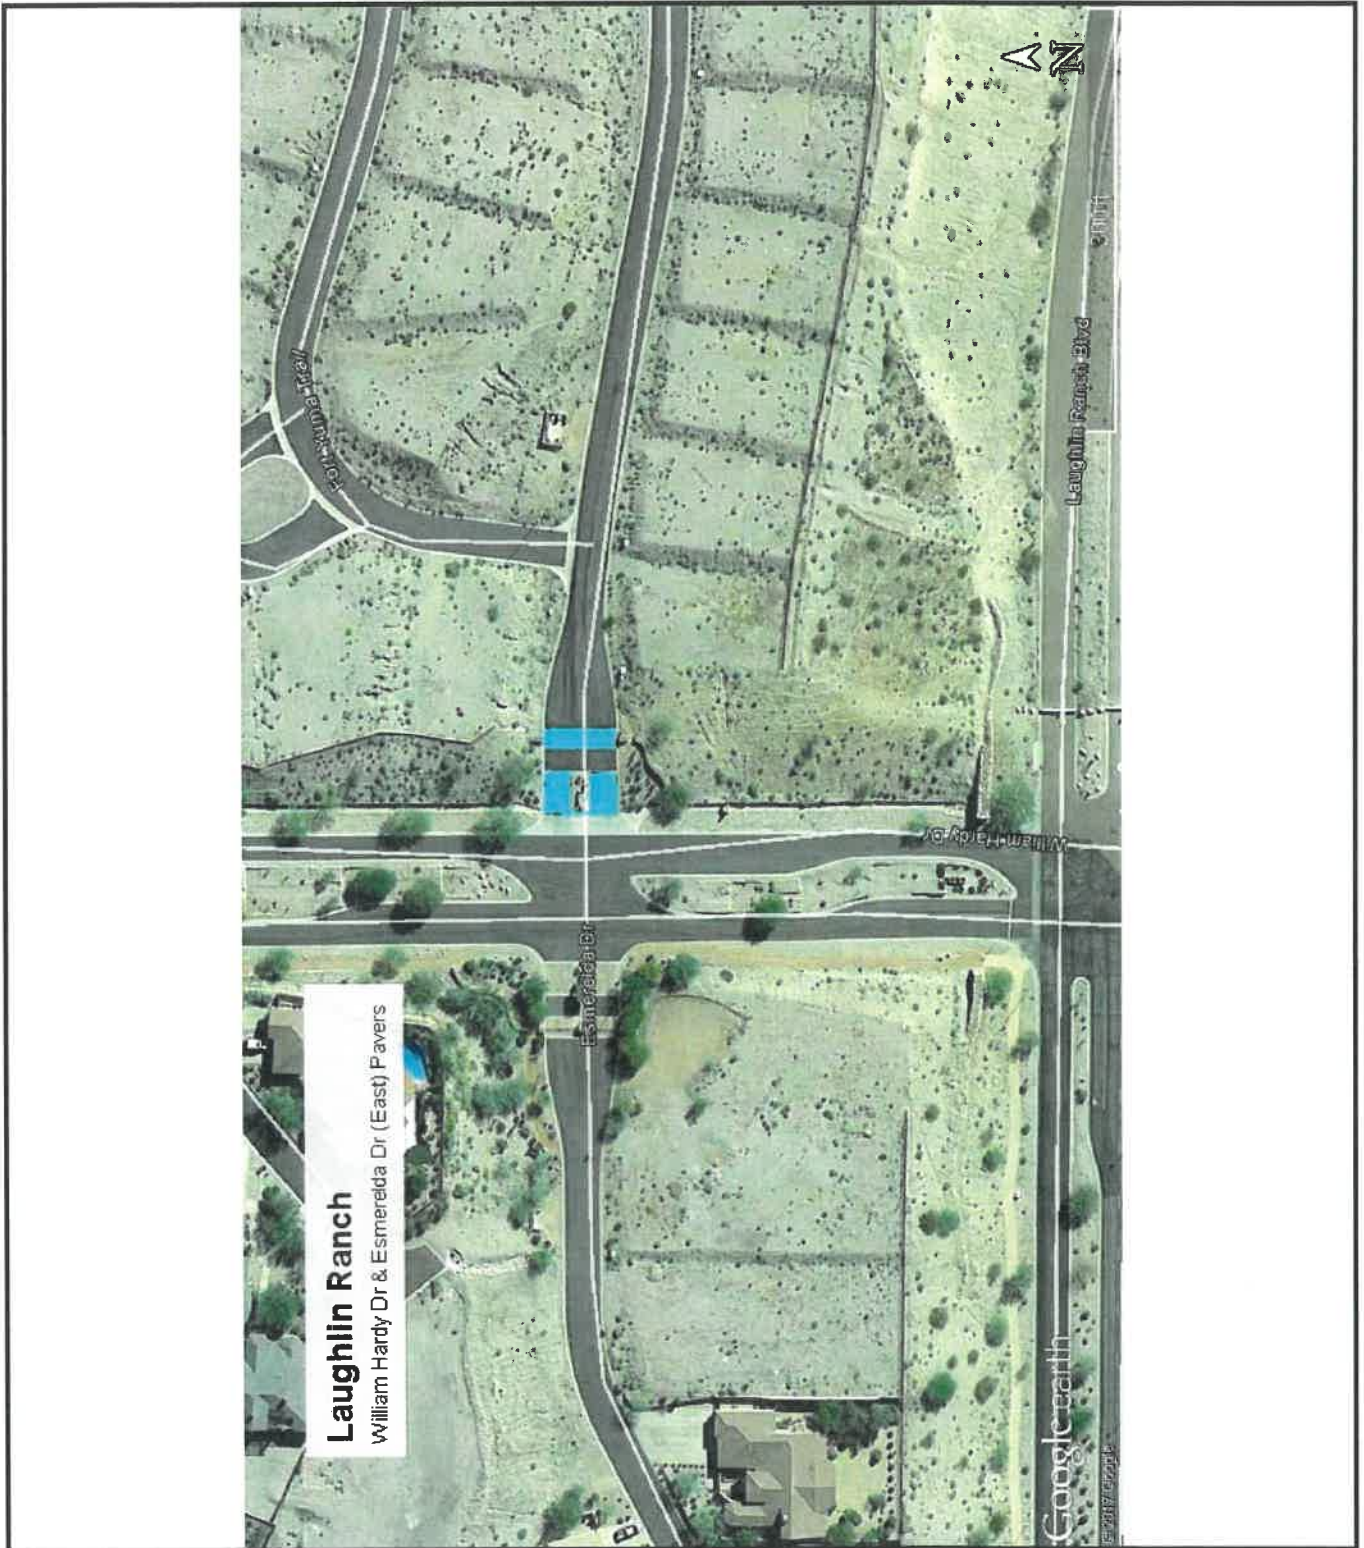 Laughlin Ranch
William Hardy Dr & Esmerelda Dr (East) Pavers
Fort Yuma Trail
Esmerelda Dr
William Hardy Dr
Laughlin Ranch Blvd
N
Google earth